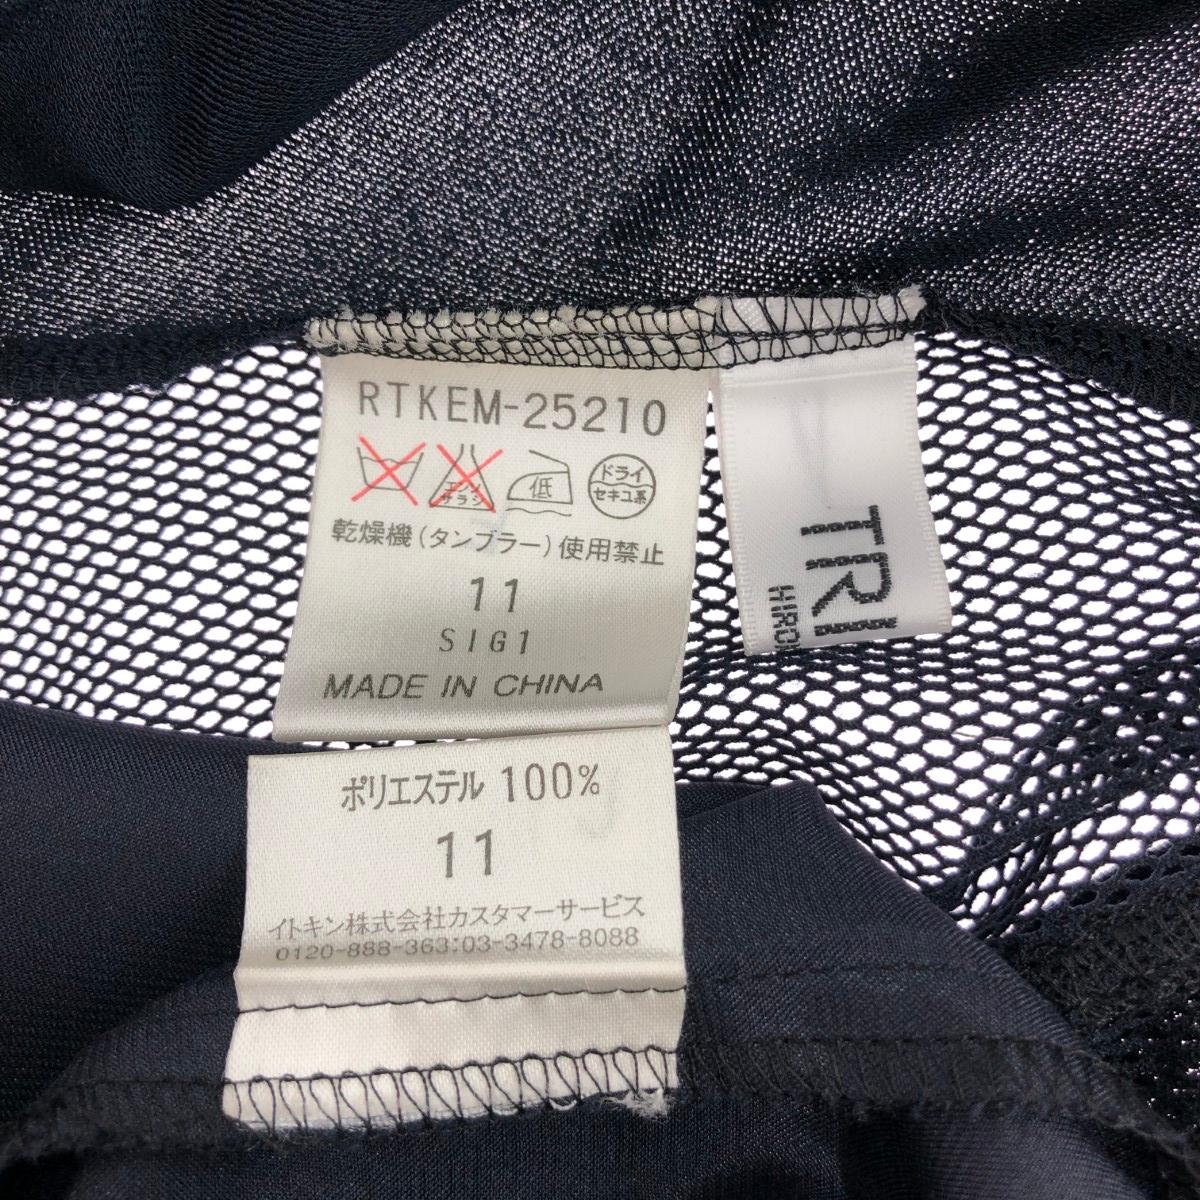 RTKEM-25210
エンソ
サラシ
低
ドライ
セキユ系
乾燥機(タンブラー)使用禁止
11
SIG1
MADE IN CHINA
TRI
HIRO
ポリエステル 100%
11
イトキン株式会社カスタマーサービス
0120-888-363:03-3478-8088